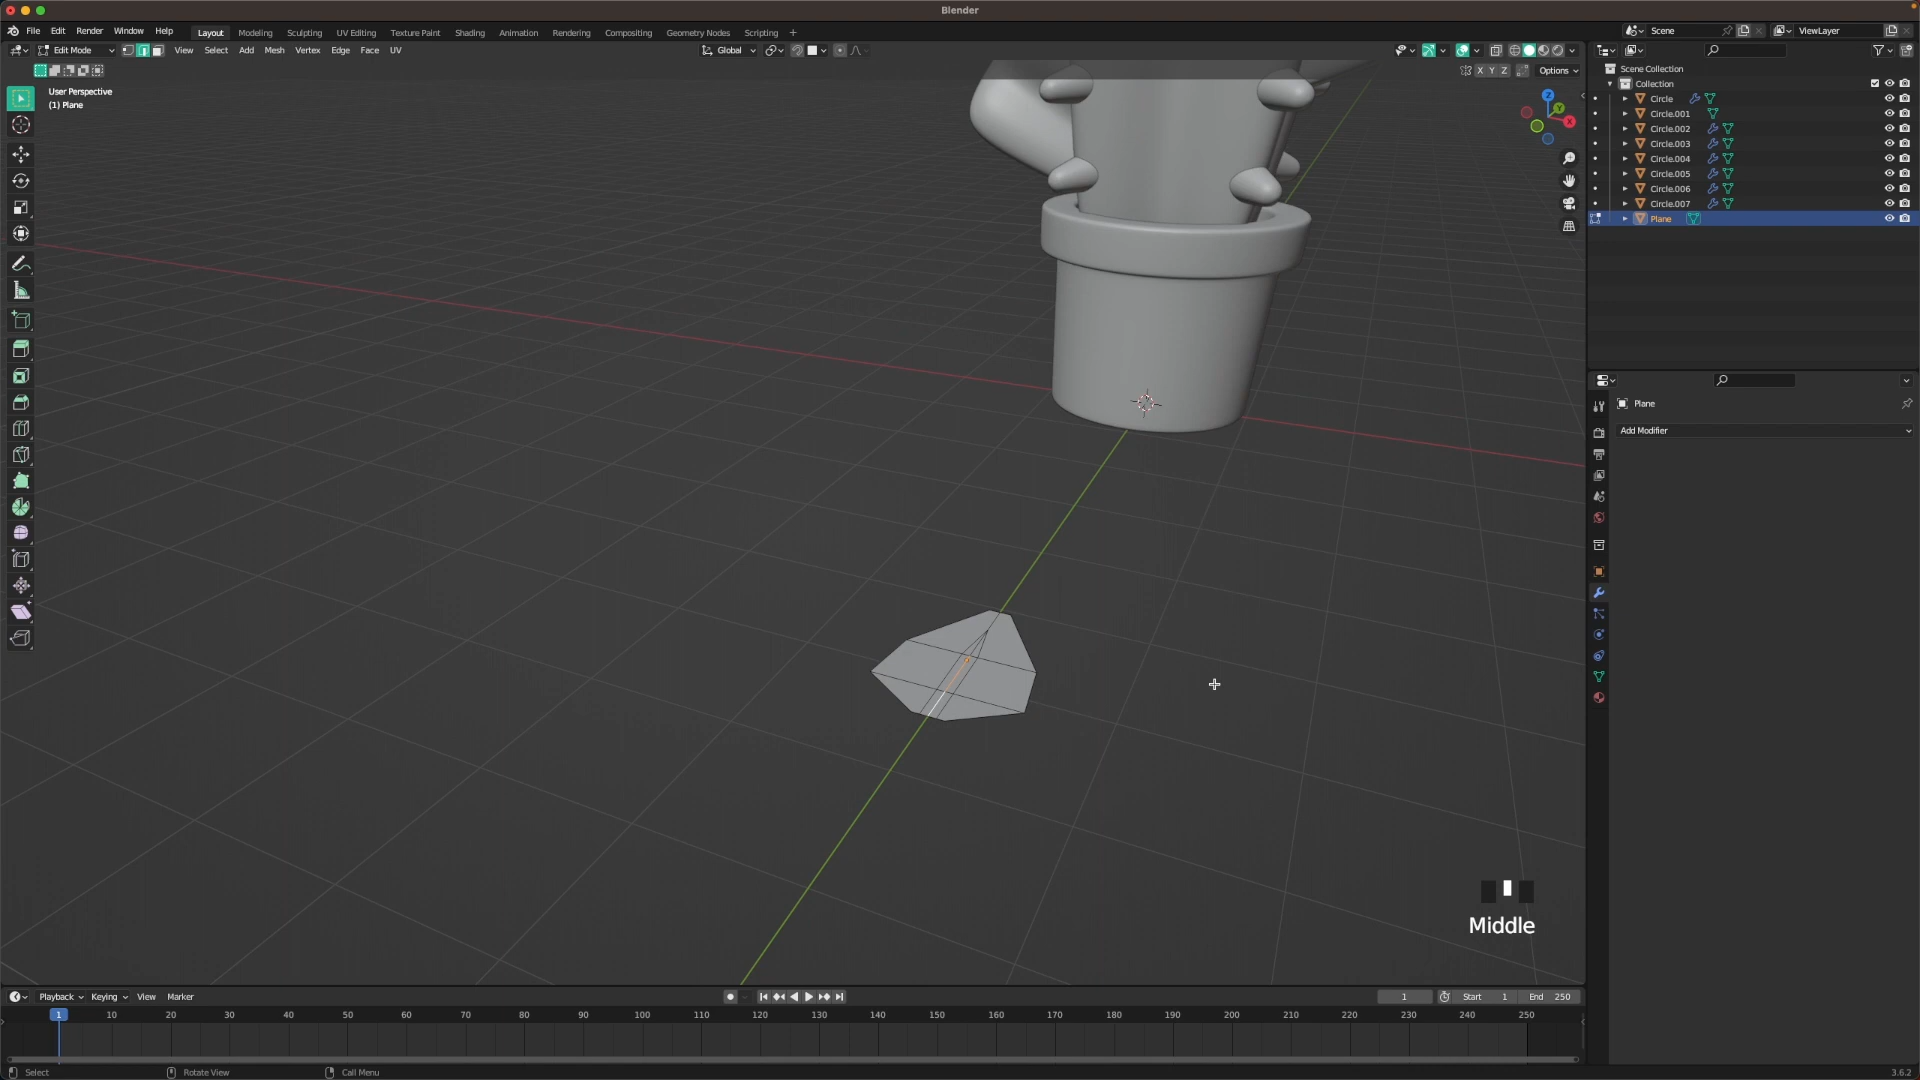 Blender
File Edit Render Window Help Layout Modeling Sculpting UV Editing Texture Paint Shading Animation Rendering Compositing Geometry Nodes Scripting + Scene ViewLayer
Edit Mode View Select Add Mesh Vertex Edge Face UV Global
X Y Z Options
User Perspective
(1) Plane
Scene Collection
Collection
Circle
Circle.001
Circle.002
Circle.003
Circle.004
Circle.005
Circle.006
Circle.007
Plane
Z
Y
X
Plane
Add Modifier
Middle
Playback Keying View Marker 1 Start 1 End 250
1 10 20 30 40 50 60 70 80 90 100 110 120 130 140 150 160 170 180 190 200 210 220 230 240 250
Select Rotate View Call Menu 3.6.2